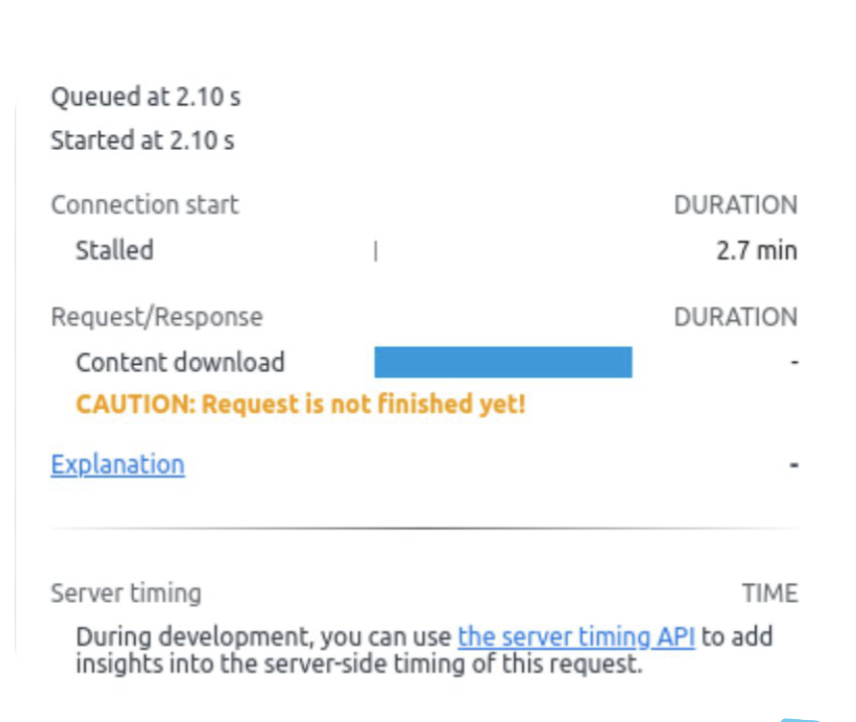 Queued at 2.10 s
Started at 2.10 s
Connection start DURATION
Stalled 2.7 min
Request/Response DURATION
Content download -
CAUTION: Request is not finished yet!
Explanation -
Server timing TIME
During development, you can use the server timing API to add
insights into the server-side timing of this request.